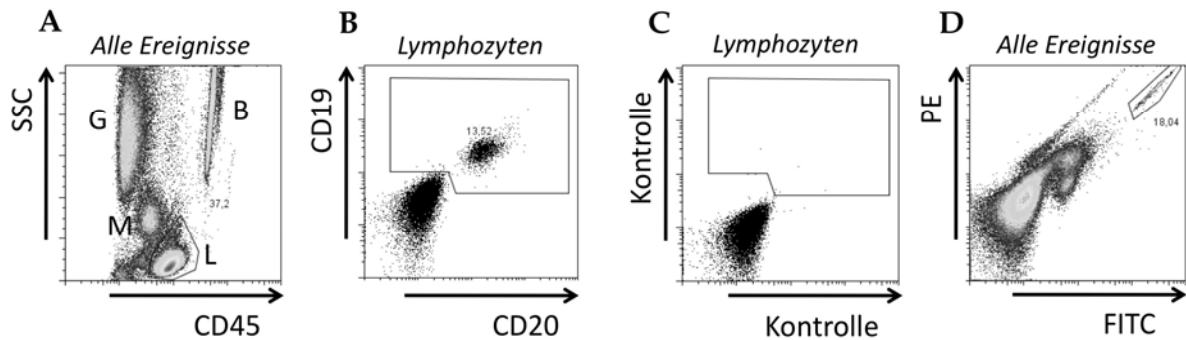 A
Alle Ereignisse
SSC
G
B
37,2
M
L
CD45
B
Lymphozyten
CD19
13,52
CD20
C
Lymphozyten
Kontrolle
Kontrolle
D
Alle Ereignisse
PE
18,04
FITC